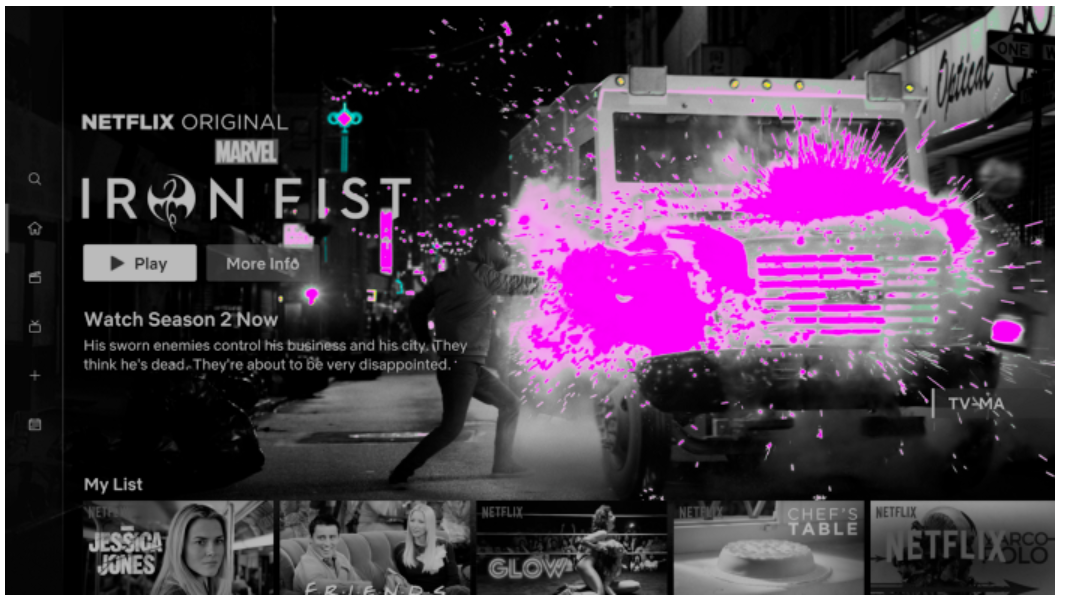 NETFLIX ORIGINAL
MARVEL
IRON FIST
Play
More Info
Watch Season 2 Now
His sworn enemies control his business and his city. They
think he's dead. They're about to be very disappointed.
ONE
Optical
TV-MA
My List
NETFLIX
JESSICA
JONES
FRIENDS
NETFLIX
GLOW
NETFLIX
CHEF'S
TABLE
NETFLIX
NETFLIX